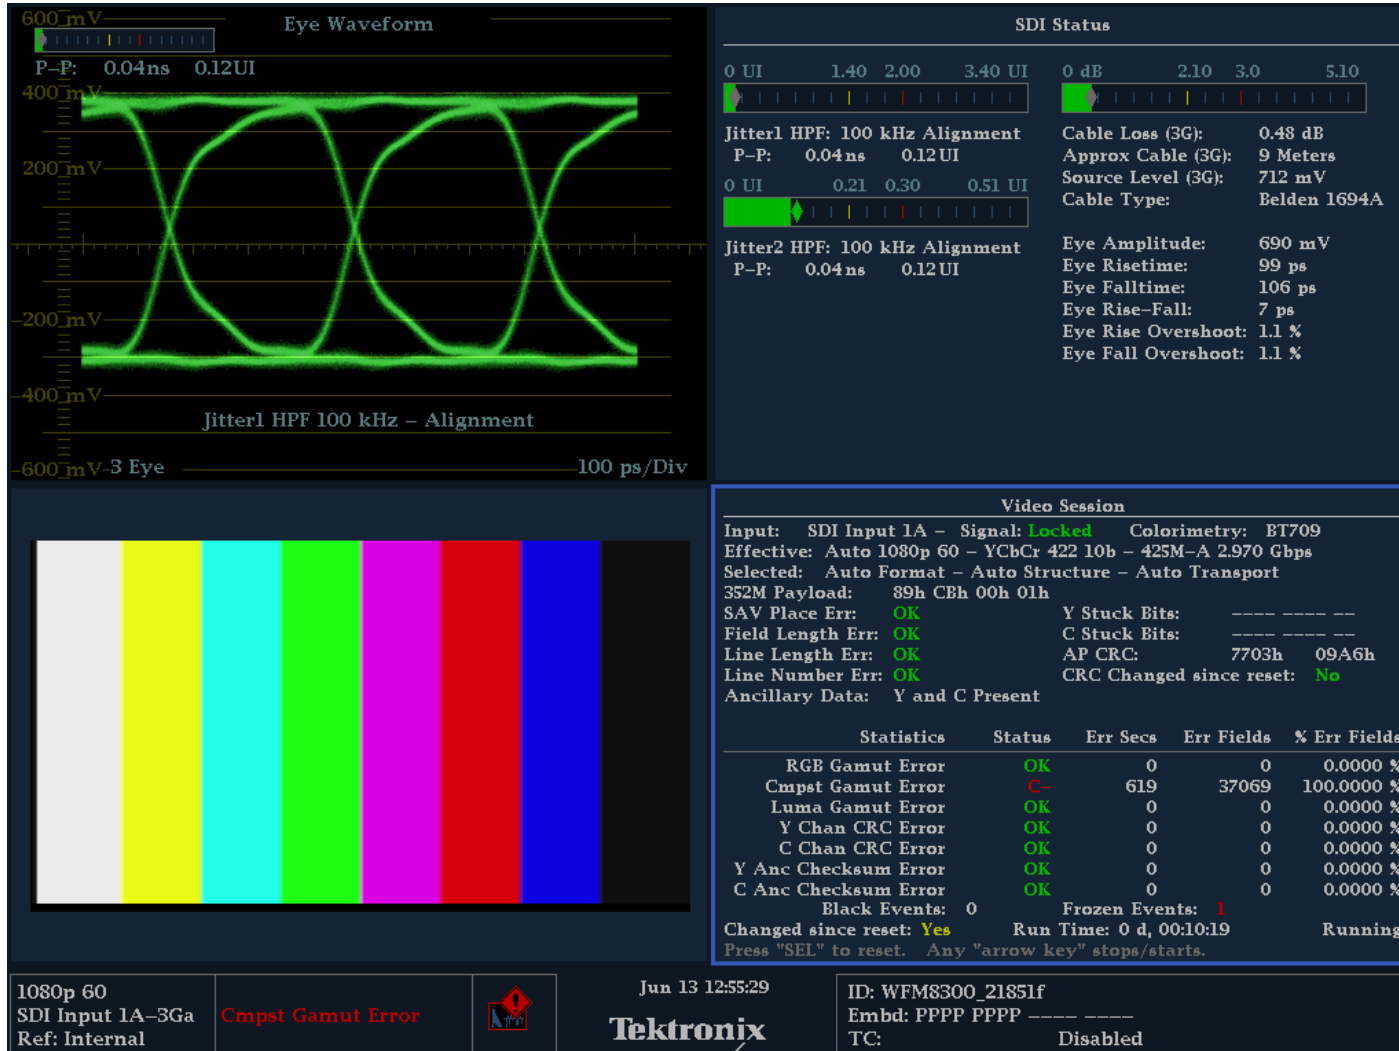 Eye Waveform
600 mV
P-P: 0.04ns 0.12UI
400 mV
200 mV
-200 mV
-400 mV
Jitter1 HPF 100 kHz - Alignment
-600 mV 3 Eye 100 ps/Div
SDI Status
0 UI 1.40 2.00 3.40 UI
Jitter1 HPF: 100 kHz Alignment
P-P: 0.04ns 0.12UI
0 UI 0.21 0.30 0.51 UI
Jitter2 HPF: 100 kHz Alignment
P-P: 0.04ns 0.12UI
0 dB 2.10 3.0 5.10
Cable Loss (3G): 0.48 dB
Approx Cable (3G): 9 Meters
Source Level (3G): 712 mV
Cable Type: Belden 1694A
Eye Amplitude: 690 mV
Eye Risetime: 99 ps
Eye Falltime: 106 ps
Eye Rise-Fall: 7 ps
Eye Rise Overshoot: 1.1 %
Eye Fall Overshoot: 1.1 %
Video Session
Input: SDI Input 1A - Signal: Locked Colorimetry: BT709
Effective: Auto 1080p 60 - YCbCr 422 10b - 425M-A 2.970 Gbps
Selected: Auto Format - Auto Structure - Auto Transport
352M Payload: 89h CBh 00h 01h
SAV Place Err: OK Y Stuck Bits: ---- ---- --
Field Length Err: OK C Stuck Bits: ---- ---- --
Line Length Err: OK AP CRC: 7703h 09A6h
Line Number Err: OK CRC Changed since reset: No
Ancillary Data: Y and C Present
Statistics Status Err Secs Err Fields % Err Fields
RGB Gamut Error OK 0 0 0.0000 %
Cmpst Gamut Error C- 619 37069 100.0000 %
Luma Gamut Error OK 0 0 0.0000 %
Y Chan CRC Error OK 0 0 0.0000 %
C Chan CRC Error OK 0 0 0.0000 %
Y Anc Checksum Error OK 0 0 0.0000 %
C Anc Checksum Error OK 0 0 0.0000 %
Black Events: 0 Frozen Events: 1
Changed since reset: Yes Run Time: 0 d, 00:10:19 Running
Press "SEL" to reset. Any "arrow key" stops/starts.
1080p 60
SDI Input 1A-3Ga
Ref: Internal
Cmpst Gamut Error
Jun 13 12:55:29
Tektronix
ID: WFM8300_21851f
Embd: PPPP PPPP ---- ----
TC: Disabled